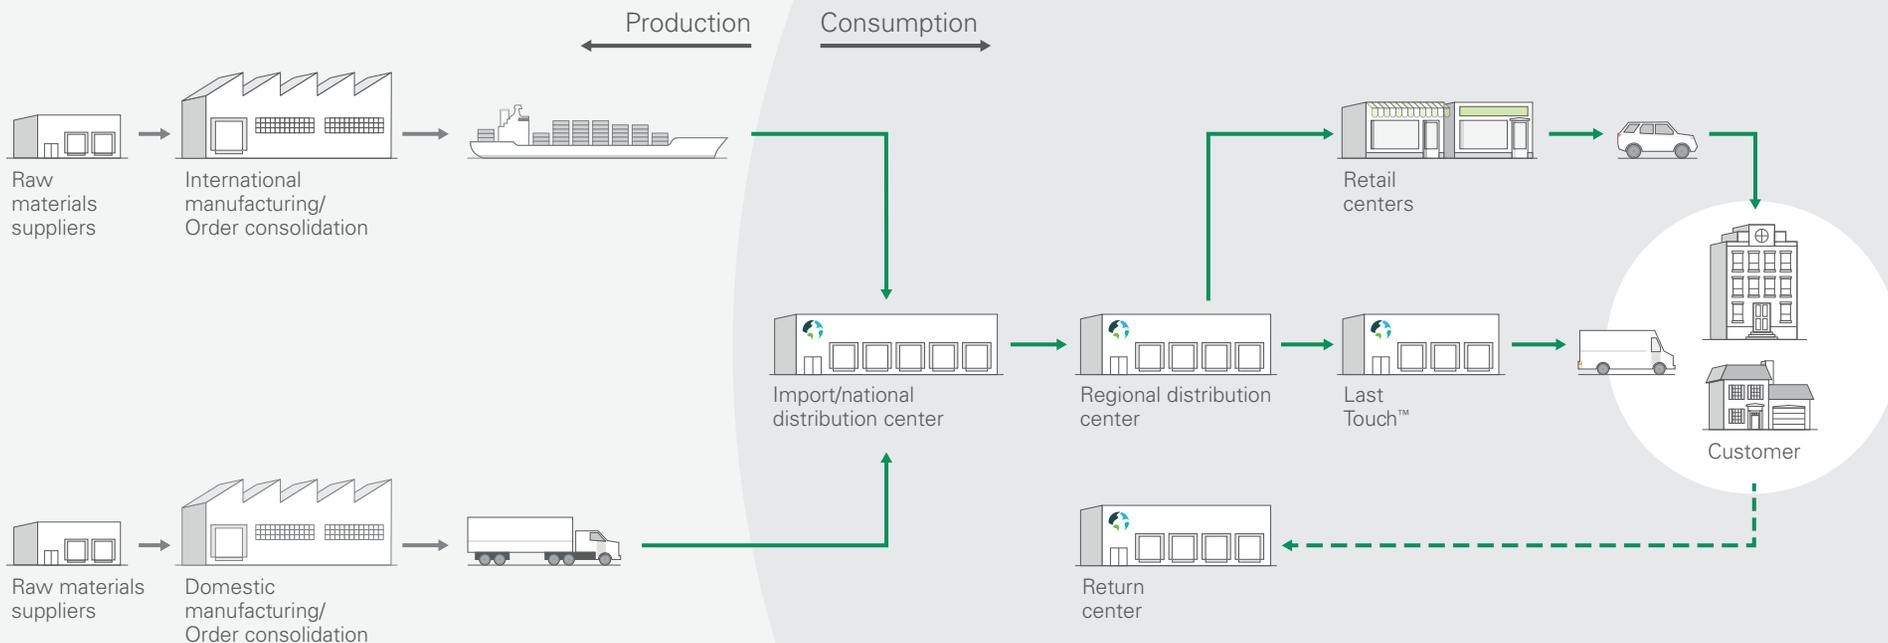 Production
Consumption
Raw
materials
suppliers
International
manufacturing/
Order consolidation
Retail
centers
Import/national
distribution center
Regional distribution
center
Last
Touch™
Customer
Raw materials
suppliers
Domestic
manufacturing/
Order consolidation
Return
center